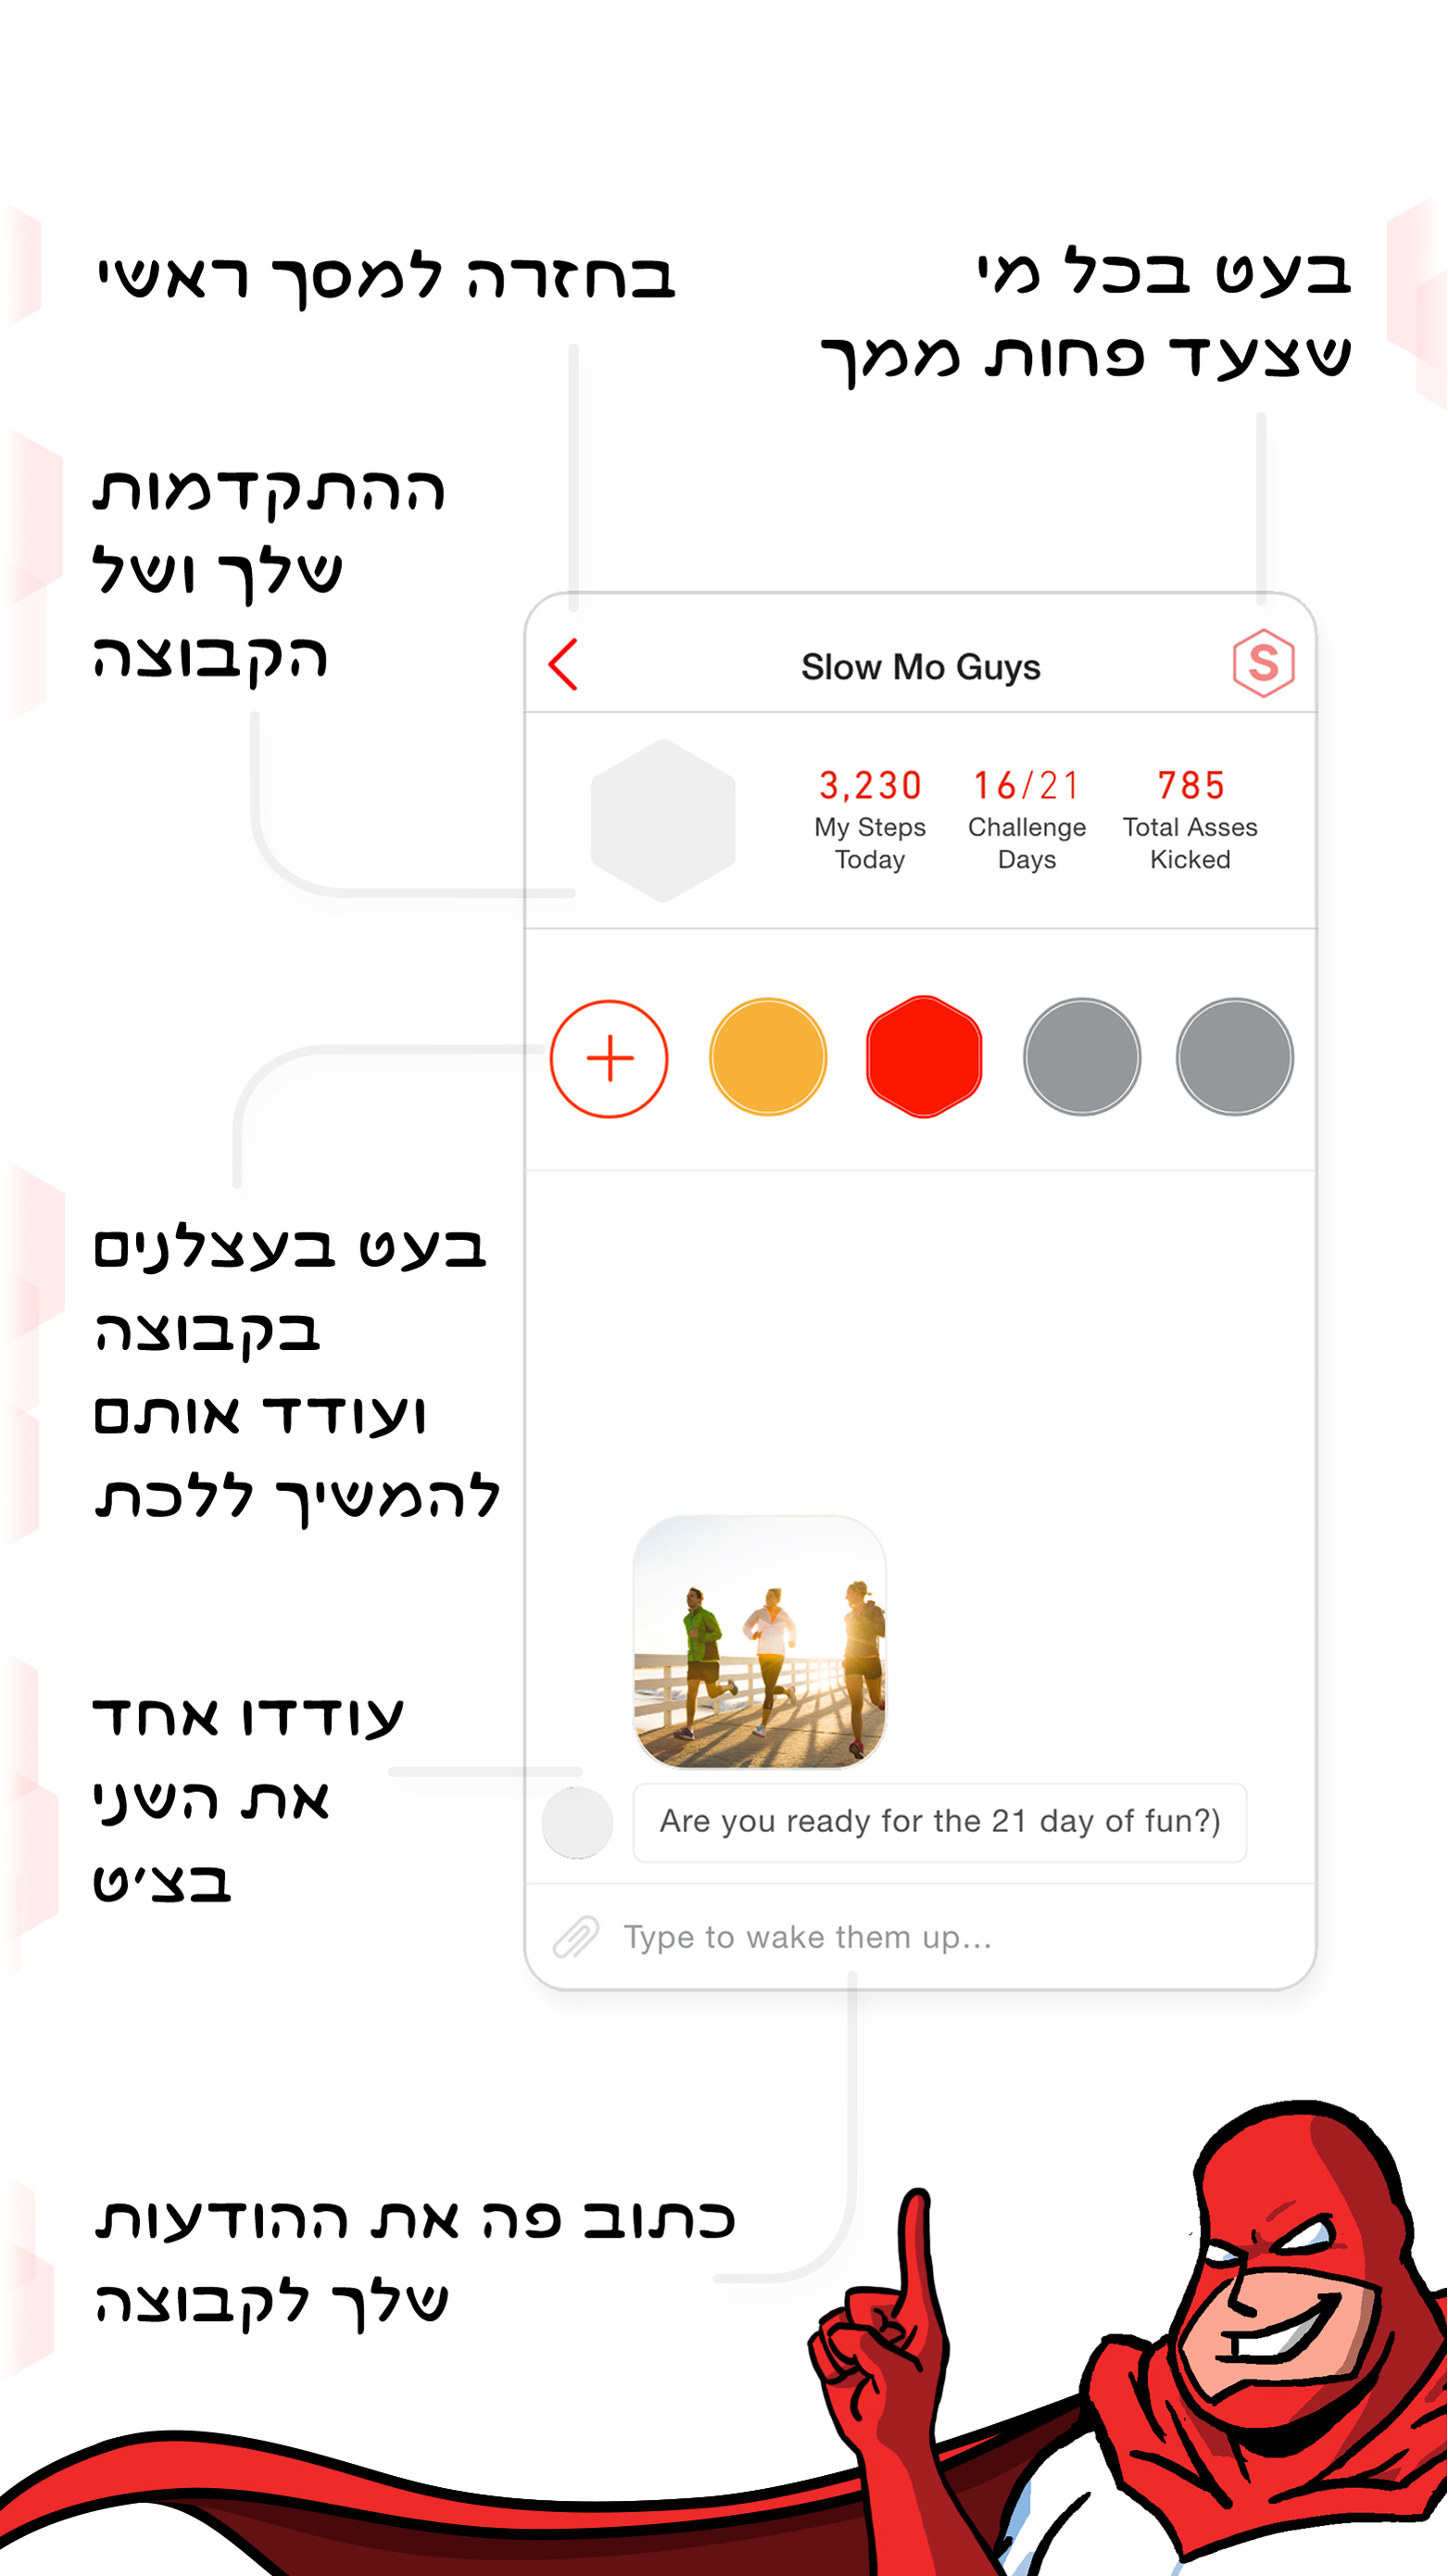 בעט בכל מי
שצעד פחות ממך
בחזרה למסך ראשי
ההתקדמות
שלך ושל
הקבוצה
Slow Mo Guys
S
3,230
My Steps
Today
16/21
Challenge
Days
785
Total Asses
Kicked
בעט בעצלנים
בקבוצה
ועודד אותם
להמשיך ללכת
עודדו אחד
את השני
בצ'ט
Are you ready for the 21 day of fun?)
Type to wake them up...
כתוב פה את ההודעות
שלך לקבוצה